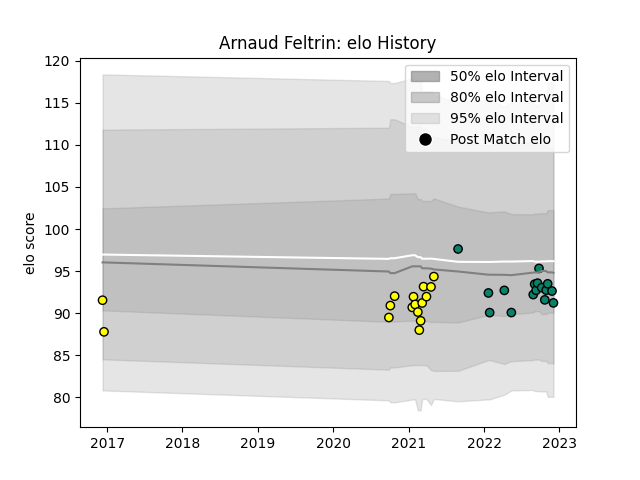 Arnaud Feltrin: elo History
120
115
110
105
100
95
90
85
80
elo score
50% elo Interval
80% elo Interval
95% elo Interval
Post Match elo
2017 2018 2019 2020 2021 2022 2023